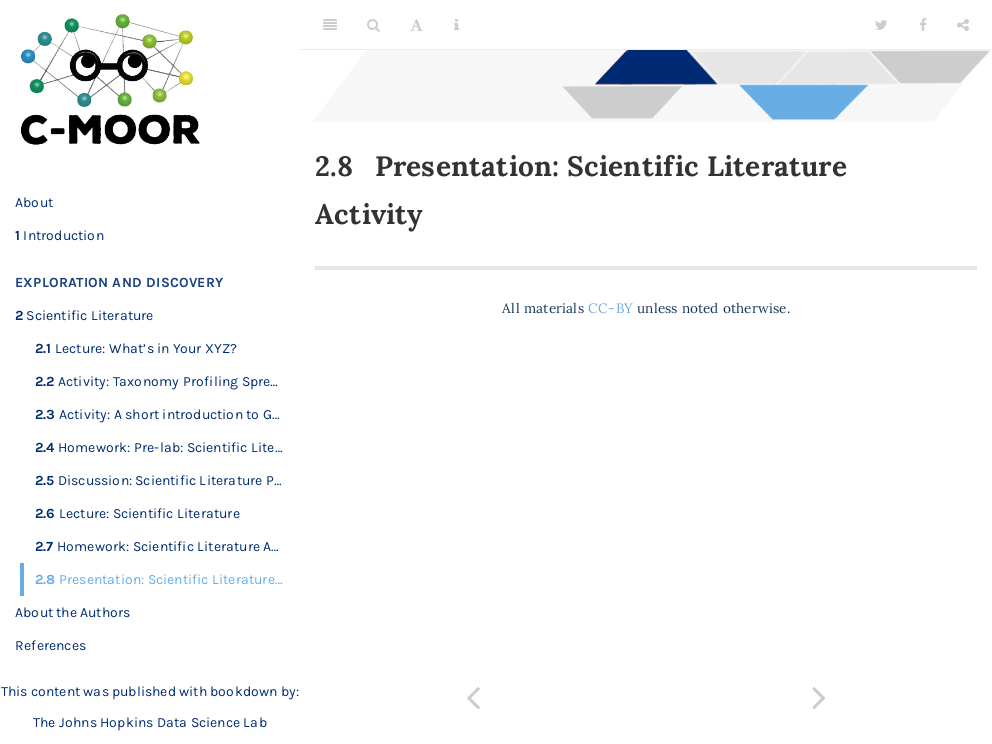 C-MOOR
About
1 Introduction
EXPLORATION AND DISCOVERY
2 Scientific Literature
2.1 Lecture: What's in Your XYZ?
2.2 Activity: Taxonomy Profiling Spre...
2.3 Activity: A short introduction to G...
2.4 Homework: Pre-lab: Scientific Lite...
2.5 Discussion: Scientific Literature P...
2.6 Lecture: Scientific Literature
2.7 Homework: Scientific Literature A...
2.8 Presentation: Scientific Literature...
About the Authors
References
This content was published with bookdown by:
The Johns Hopkins Data Science Lab
A
i
2.8 Presentation: Scientific Literature
Activity
All materials CC-BY unless noted otherwise.